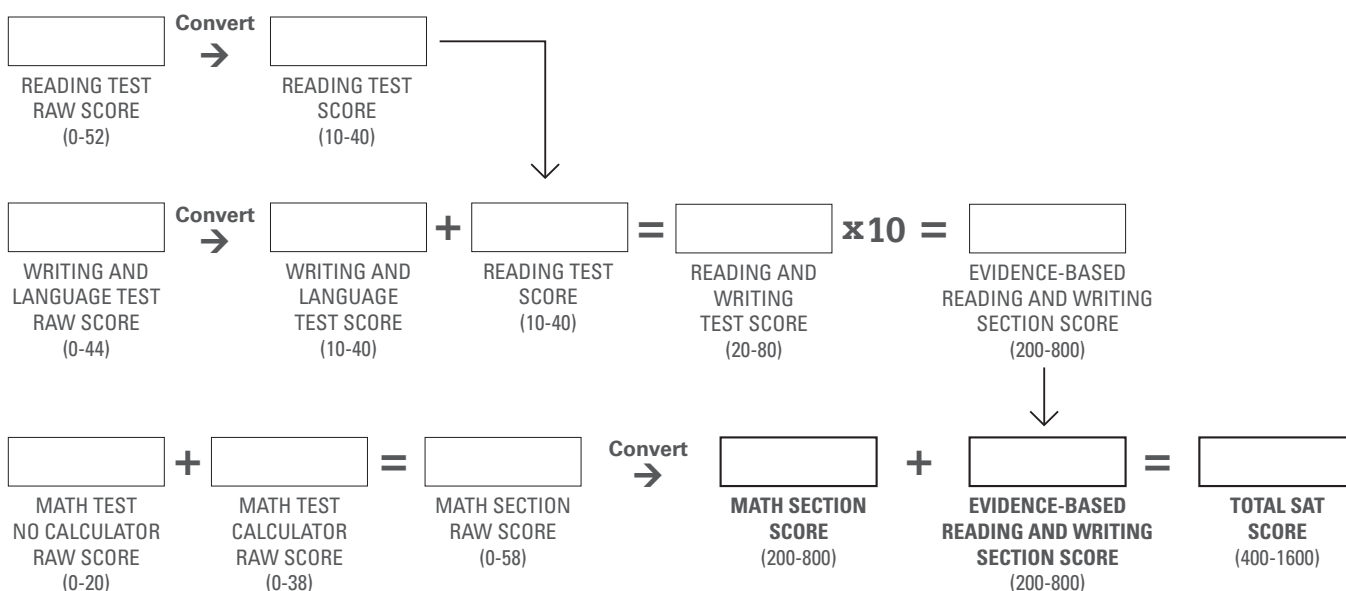 Convert
→
READING TEST
RAW SCORE
(0-52)
READING TEST
SCORE
(10-40)
Convert
→
+
=
x10 =
WRITING AND
LANGUAGE TEST
RAW SCORE
(0-44)
WRITING AND
LANGUAGE
TEST SCORE
(10-40)
READING TEST
SCORE
(10-40)
READING AND
WRITING
TEST SCORE
(20-80)
EVIDENCE-BASED
READING AND WRITING
SECTION SCORE
(200-800)
+
=
Convert
→
+
=
MATH TEST
NO CALCULATOR
RAW SCORE
(0-20)
MATH TEST
CALCULATOR
RAW SCORE
(0-38)
MATH SECTION
RAW SCORE
(0-58)
MATH SECTION
SCORE
(200-800)
EVIDENCE-BASED
READING AND WRITING
SECTION SCORE
(200-800)
TOTAL SAT
SCORE
(400-1600)